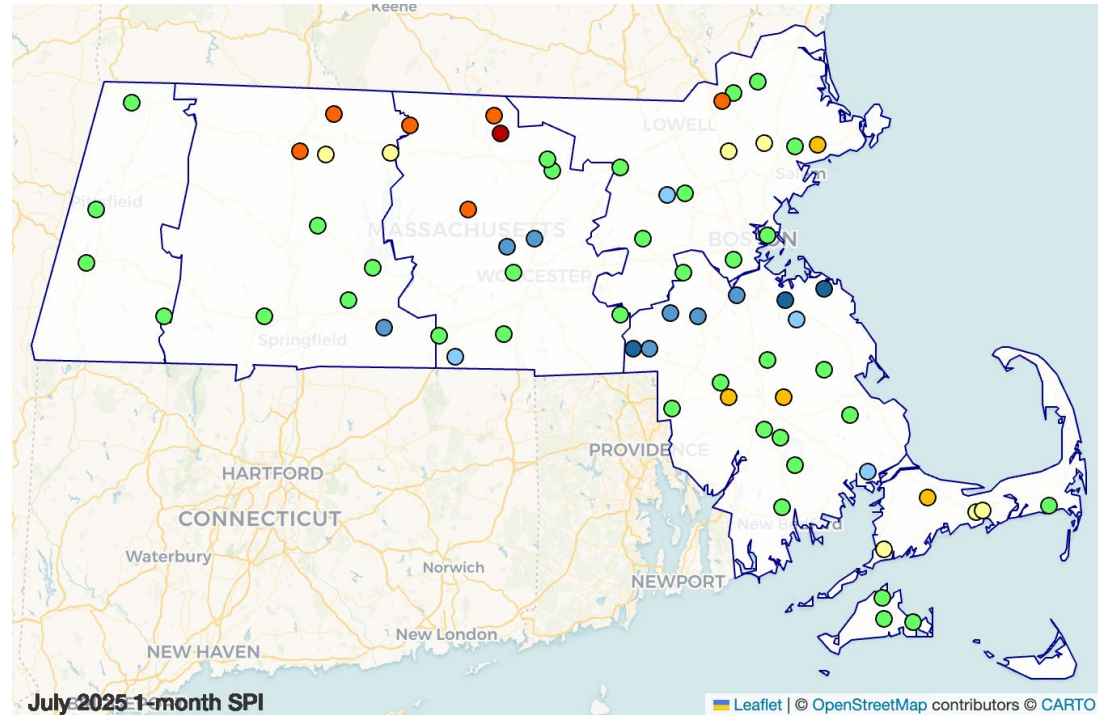 Keene
LOWELL
Salem
Pittsfield
MASSACHUSETTS
BOSTON
WORCESTER
Springfield
PROVIDENCE
HARTFORD
CONNECTICUT
New Bedford
Waterbury
Norwich
NEWPORT
New London
NEW HAVEN
July 2025 1-month SPI
Leaflet | © OpenStreetMap contributors © CARTO